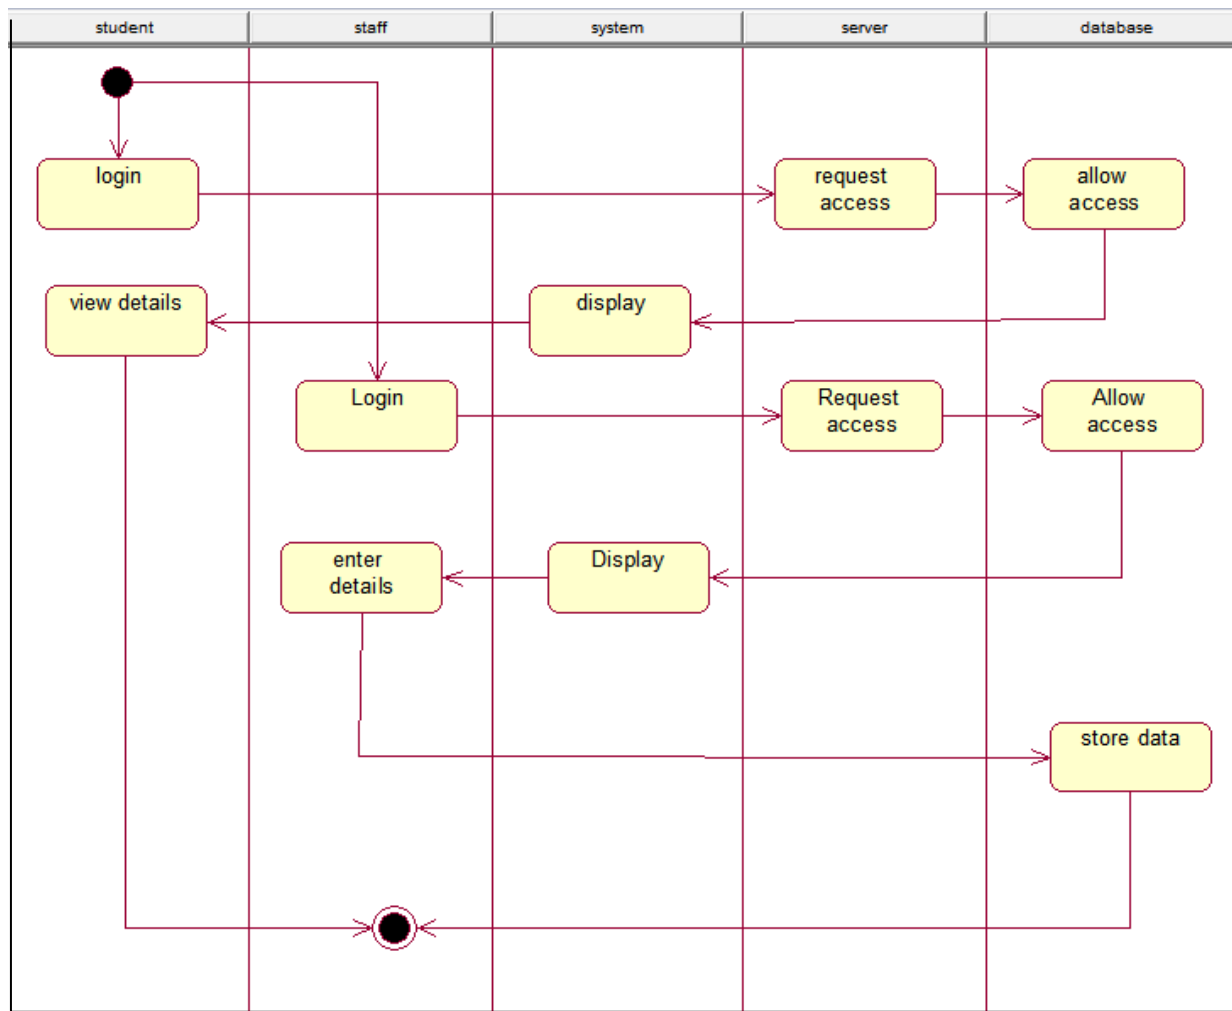 student
staff
system
server
database
login
request
access
allow
access
view details
display
Login
Request
access
Allow
access
enter
details
Display
store data